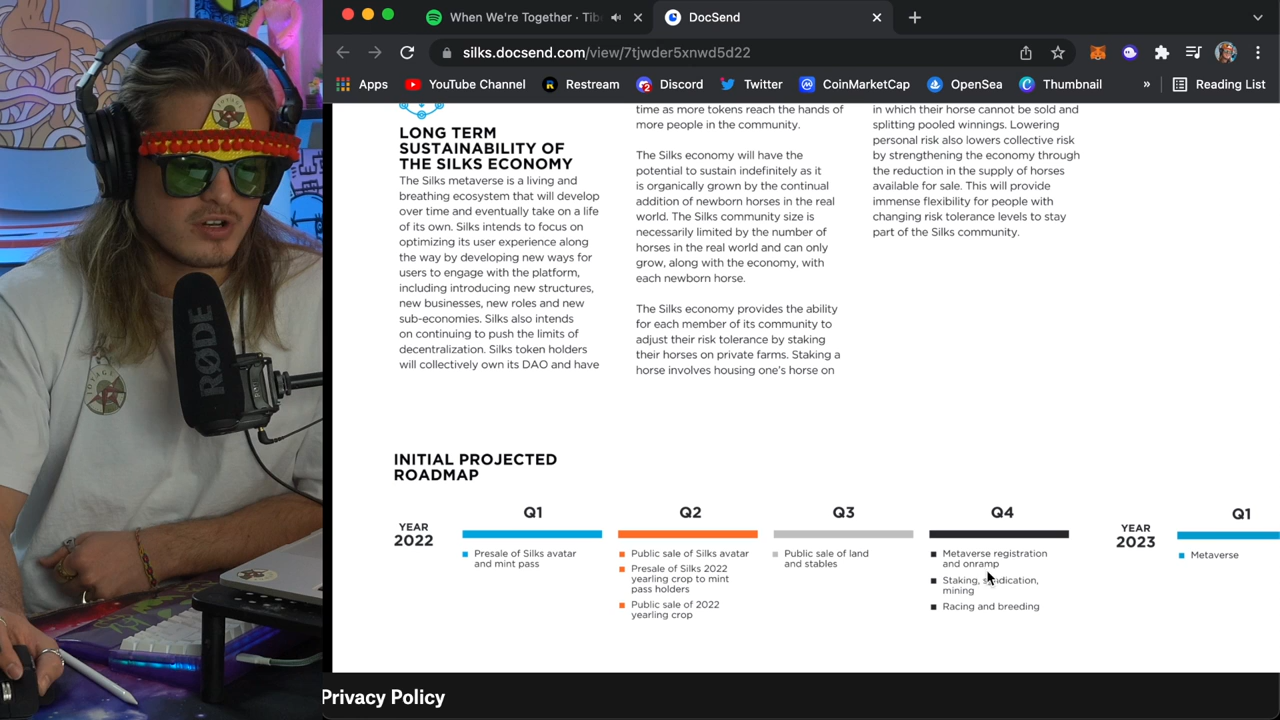 When We're Together · Tib
DocSend
silks.docsend.com/view/7tjwder5xnwd5d22
Apps
YouTube Channel
Restream
Discord
Twitter
CoinMarketCap
OpenSea
Thumbnail
»
Reading List
LONG TERM
SUSTAINABILITY OF
THE SILKS ECONOMY
The Silks metaverse is a living and
breathing ecosystem that will develop
over time and eventually take on a life
of its own. Silks intends to focus on
optimizing its user experience along
the way by developing new ways for
users to engage with the platform,
including introducing new structures,
new businesses, new roles and new
sub-economies. Silks also intends
on continuing to push the limits of
decentralization. Silks token holders
will collectively own its DAO and have
time as more tokens reach the hands of
more people in the community.
The Silks economy will have the
potential to sustain indefinitely as it
is organically grown by the continual
addition of newborn horses in the real
world. The Silks community size is
necessarily limited by the number of
horses in the real world and can only
grow, along with the economy, with
each newborn horse.
The Silks economy provides the ability
for each member of its community to
adjust their risk tolerance by staking
their horses on private farms. Staking a
horse involves housing one's horse on
in which their horse cannot be sold and
splitting pooled winnings. Lowering
personal risk also lowers collective risk
by strengthening the economy through
the reduction in the supply of horses
available for sale. This will provide
immense flexibility for people with
changing risk tolerance levels to stay
part of the Silks community.
INITIAL PROJECTED
ROADMAP
YEAR
2022
Q1
Presale of Silks avatar
and mint pass
Q2
Public sale of Silks avatar
Presale of Silks 2022
yearling crop to mint
pass holders
Public sale of 2022
yearling crop
Q3
Public sale of land
and stables
Q4
Metaverse registration
and onramp
Staking, syndication,
mining
Racing and breeding
YEAR
2023
Q1
Metaverse
Privacy Policy
RØDE
VOYAGE